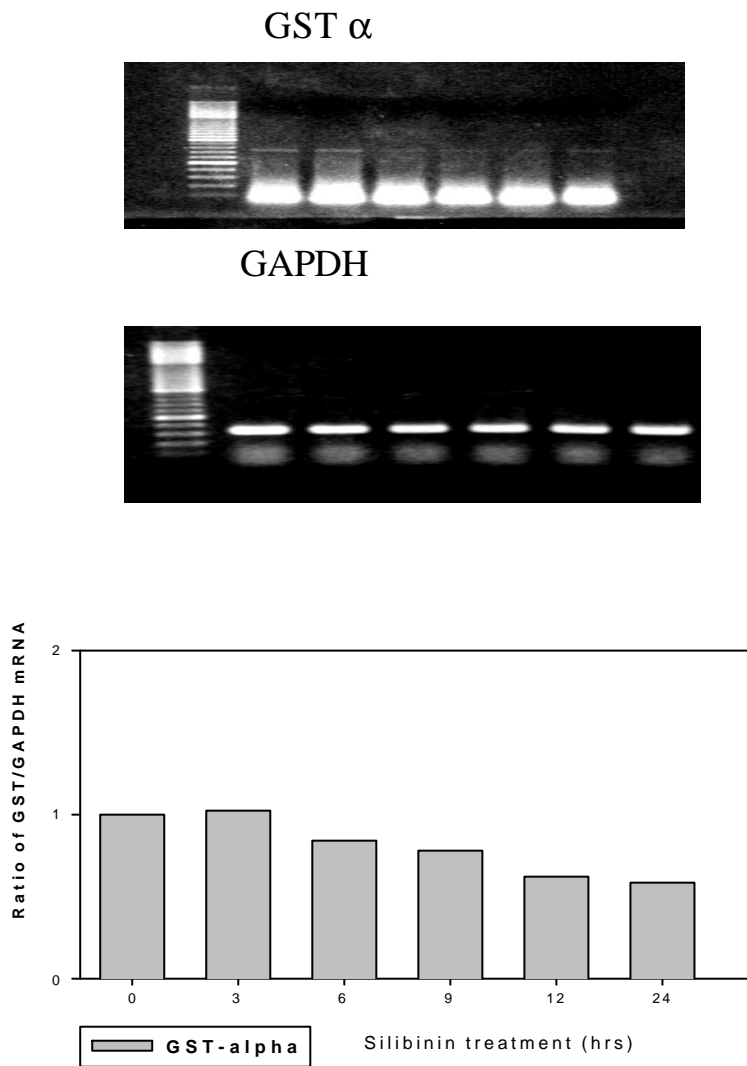 GST α
GAPDH
Ratio of GST/GAPDH mRNA
2
1
0
0 3 6 9 12 24
GST-alpha
Silibinin treatment (hrs)